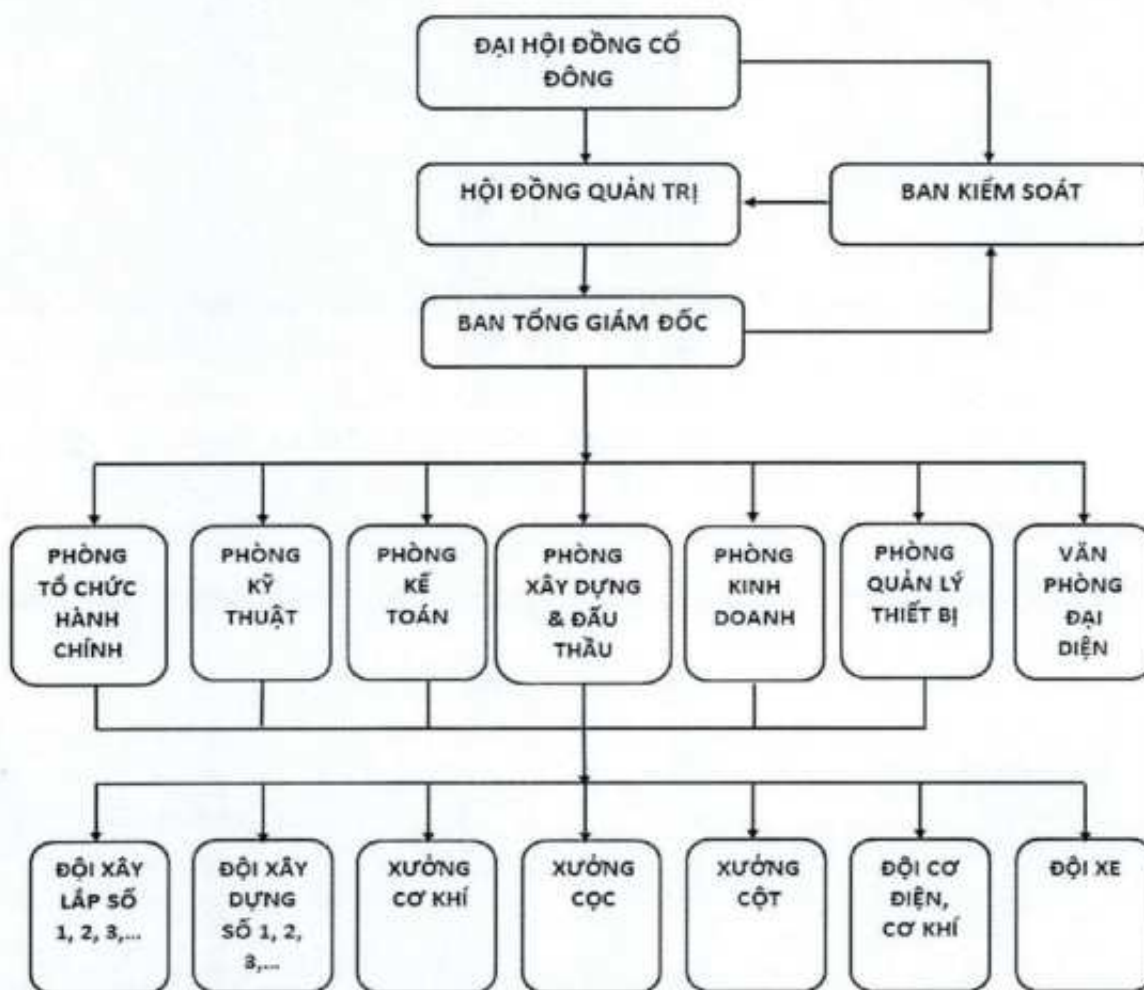 ĐẠI HỘI ĐỒNG CỔ
ĐÔNG
HỘI ĐỒNG QUẢN TRỊ
BAN KIỂM SOÁT
BAN TỔNG GIÁM ĐỐC
PHÒNG
TỔ CHỨC
HÀNH
CHÍNH
PHÒNG
KỸ
THUẬT
PHÒNG
KẾ
TOÁN
PHÒNG
XÂY DỰNG
& ĐẤU
THẦU
PHÒNG
KINH
DOANH
PHÒNG
QUẢN LÝ
THIẾT BỊ
VĂN
PHÒNG
ĐẠI
DIỆN
ĐỘI XÂY
LẮP SỐ
1, 2, 3,...
ĐỘI XÂY
DỰNG
SỐ 1, 2,
3,...
XƯỞNG
CƠ KHÍ
XƯỞNG
CỌC
XƯỞNG
CỘT
ĐỘI CƠ
ĐIỆN,
CƠ KHÍ
ĐỘI XE